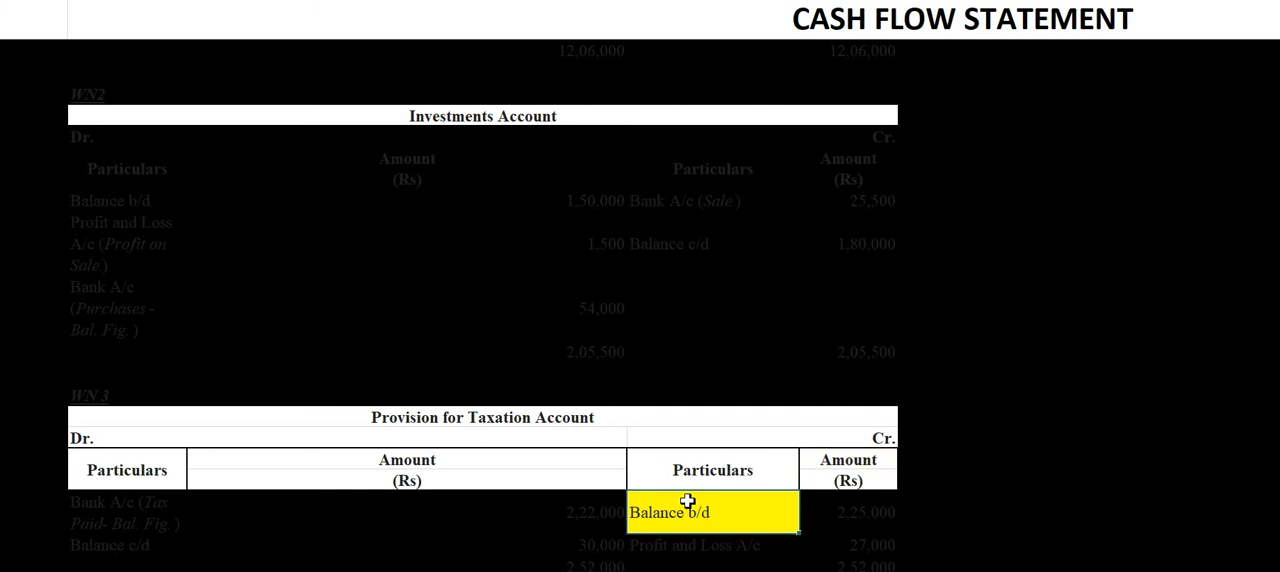 CASH FLOW STATEMENT
12,06,000 12,06,000
WN2
Investments Account
Dr. Cr.
Particulars Amount (Rs) Particulars Amount (Rs)
Balance b/d 1,50,000 Bank A/c (Sale ) 25,500
Profit and Loss
A/c (Profit on 1,500 Balance c/d 1,80,000
Sale )
Bank A/c
(Purchases - 54,000
Bal. Fig. )
2,05,500 2,05,500
WN 3
Provision for Taxation Account
Dr. Cr.
Particulars Amount (Rs) Particulars Amount (Rs)
Bank A/c (Tax
Paid- Bal. Fig. ) 2,22,000 Balance b/d 2,25,000
Balance c/d 30,000 Profit and Loss A/c 27,000
2,52,000 2,52,000